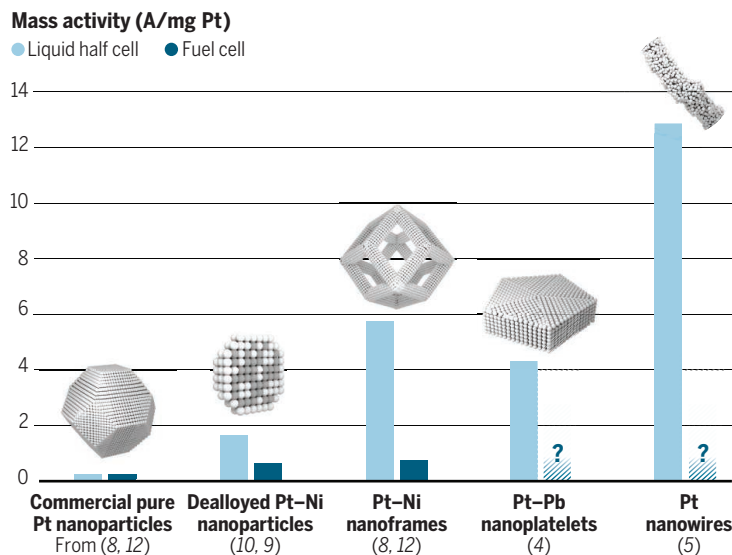 Mass activity (A/mg Pt)
Liquid half cell Fuel cell
14
12
10
8
6
4
2
0
? ?
Commercial pure Dealloyed Pt–Ni Pt–Ni Pt–Pb Pt
Pt nanoparticles nanoparticles nanoframes nanoplatelets nanowires
From (8, 12) (10, 9) (8, 12) (4) (5)